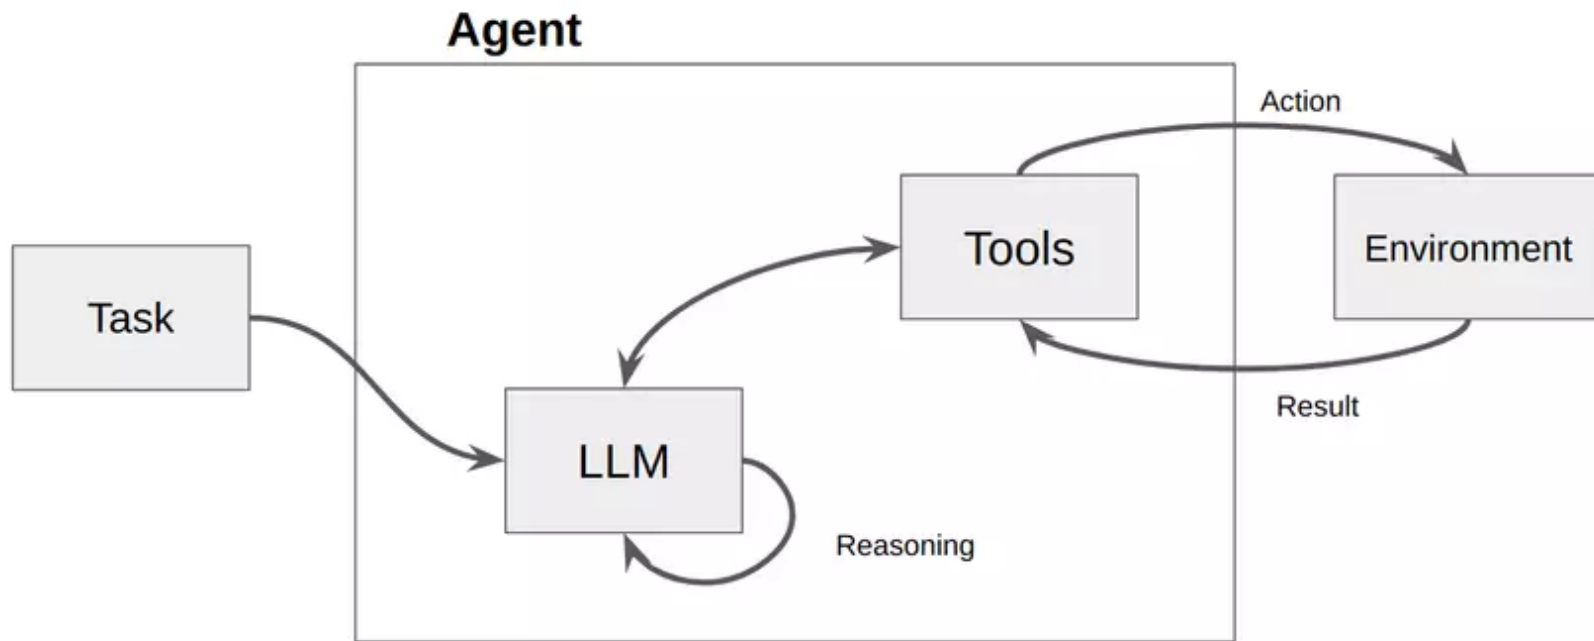 Agent
Action
Tools
Environment
Task
Result
LLM
Reasoning